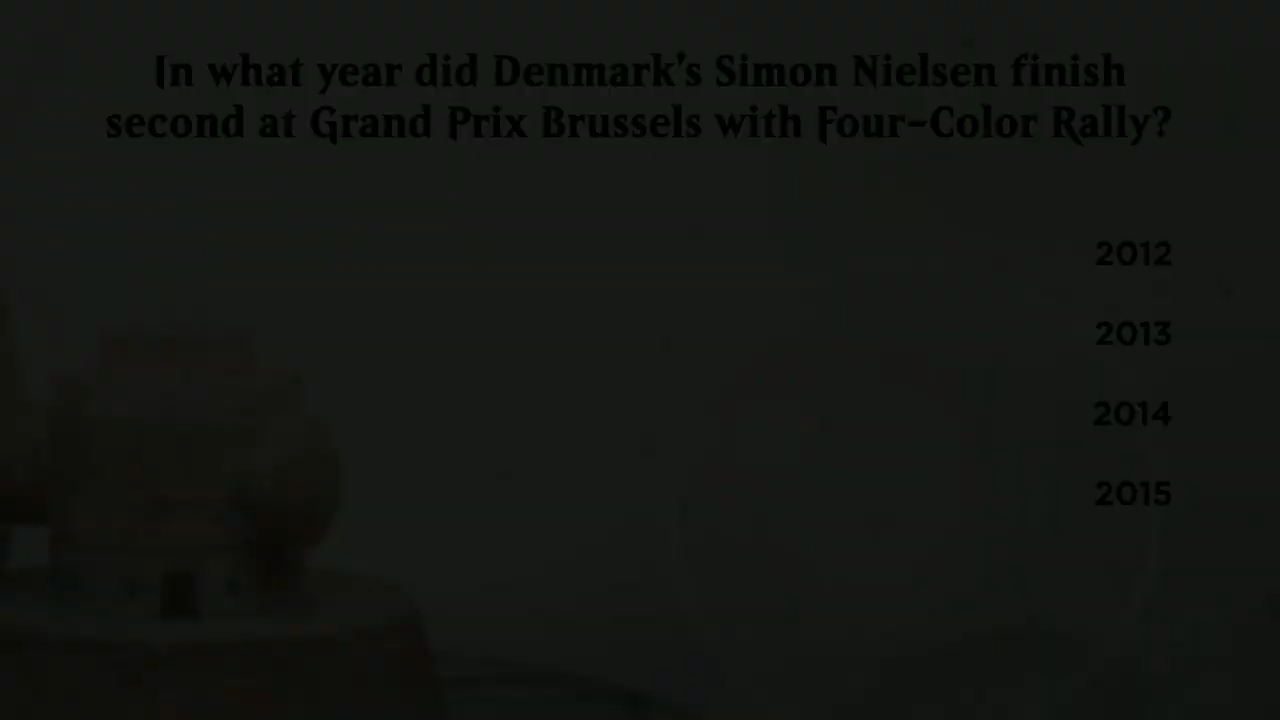 In what year did Denmark's Simon Nielsen finish
second at Grand Prix Brussels with Four-Color Rally?
2012
2013
2014
2015